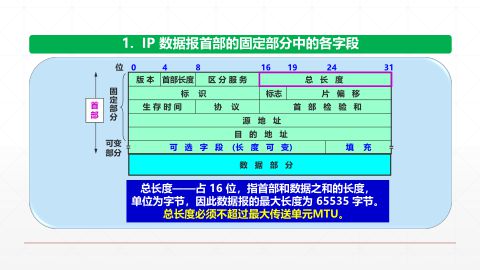 1. IP 数据报首部的固定部分中的各字段
位 0 4 8 16 19 24 31
版本 首部长度 区分服务 总长度
标识 标志 片偏移
生存时间 协议 首部检验和
源地址
目的地址
可选字段 (长度可变) 填充
数据部分
首部
固定部分
可变部分
总长度——占 16 位，指首部和数据之和的长度，
单位为字节，因此数据报的最大长度为 65535 字节。
总长度必须不超过最大传送单元MTU。